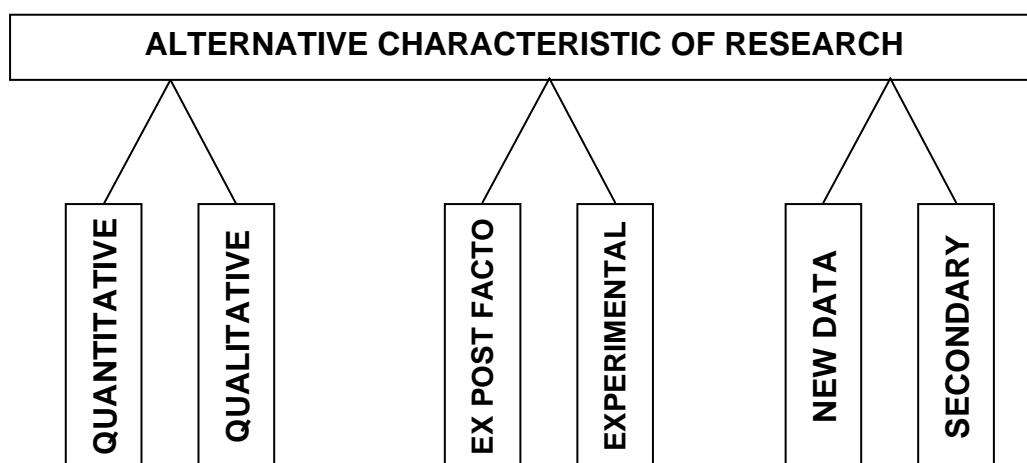 ALTERNATIVE CHARACTERISTIC OF RESEARCH
QUANTITATIVE
QUALITATIVE
EX POST FACTO
EXPERIMENTAL
NEW DATA
SECONDARY